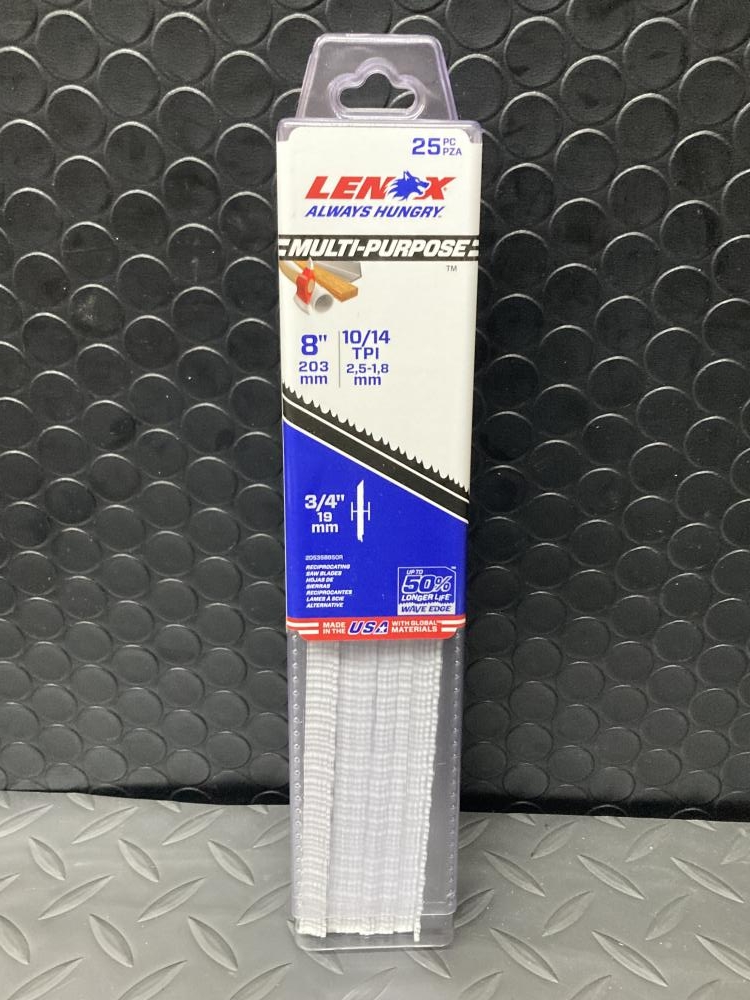 25 PC
PZA
LENOX
ALWAYS HUNGRY.
MULTI-PURPOSE
TM
8"
203
mm
10/14
TPI
2,5-1,8
mm
3/4"
19
mm
RECIPROCATING
SAW BLADES
HOJAS DE
SIERRAS
RECIPROCANTES
LAMES À SCIE
ALTERNATIVE
UP TO
50%
LONGER LIFE
WAVE EDGE
MADE
IN THE
USA
WITH GLOBAL
MATERIALS